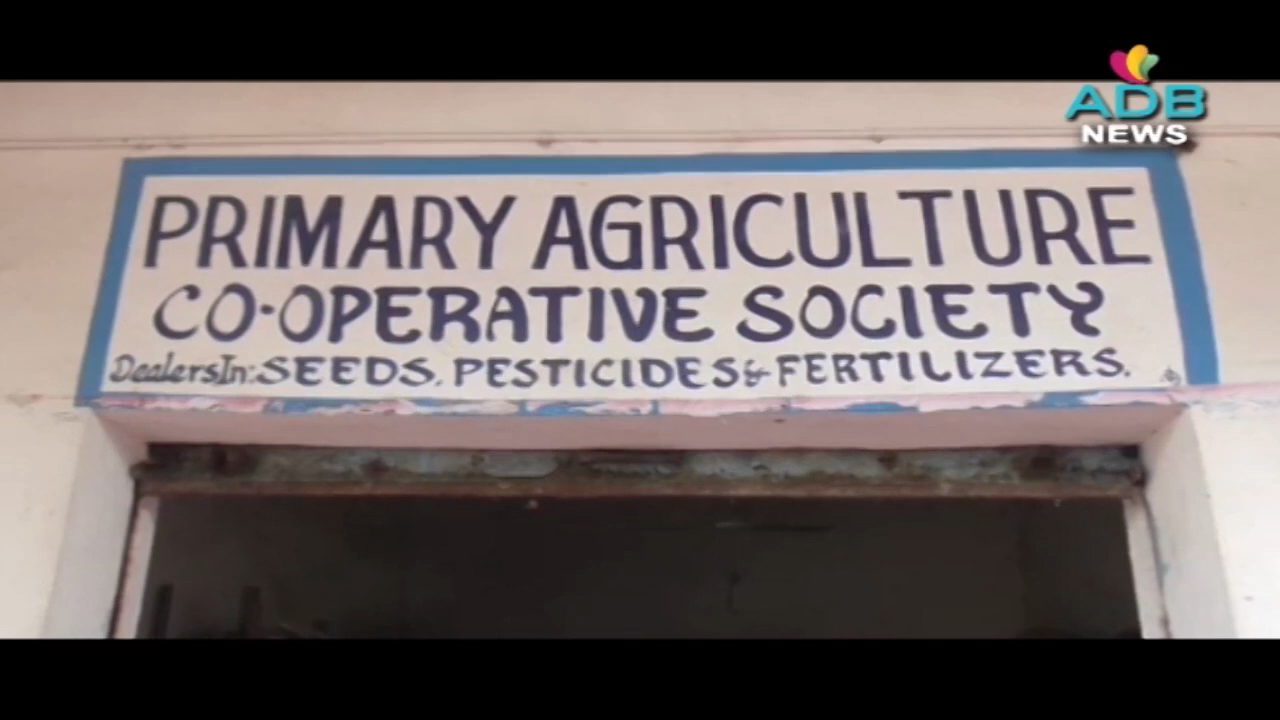 ADB
NEWS
PRIMARY AGRICULTURE
CO-OPERATIVE SOCIETY
Dealers In: SEEDS, PESTICIDES & FERTILIZERS.